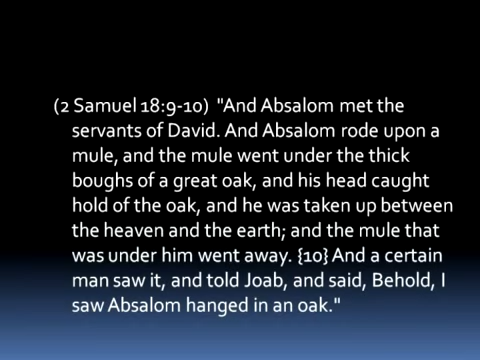 (2 Samuel 18:9-10) "And Absalom met the
servants of David. And Absalom rode upon a
mule, and the mule went under the thick
boughs of a great oak, and his head caught
hold of the oak, and he was taken up between
the heaven and the earth; and the mule that
was under him went away. {10} And a certain
man saw it, and told Joab, and said, Behold, I
saw Absalom hanged in an oak."